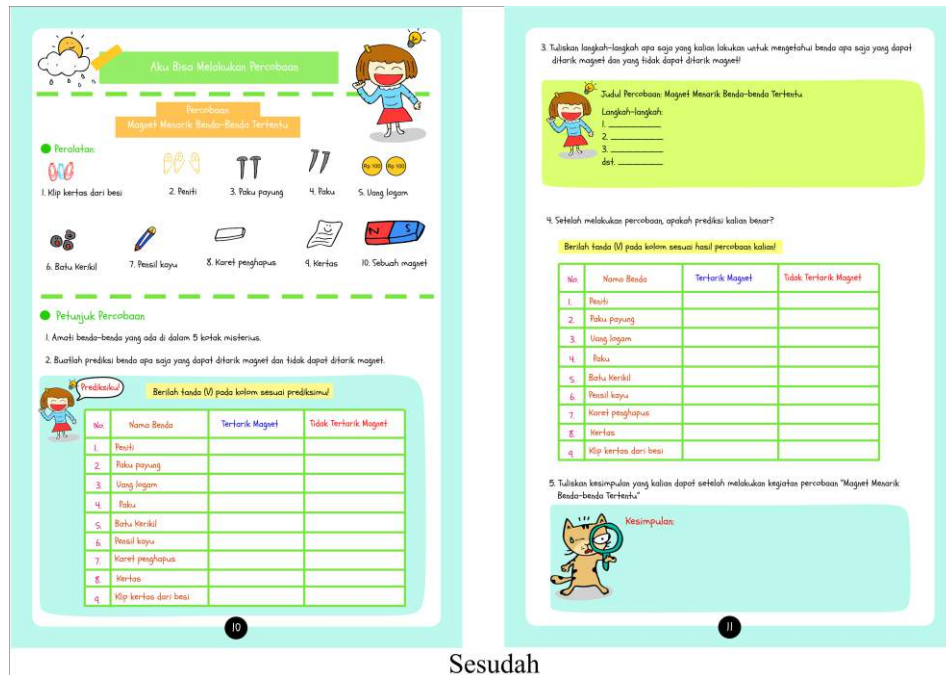 Aku Bisa Melakukan Percobaan
Percobaan
Magnet Menarik Benda-Benda Tertentu
Peralatan
Rp 100
Rp 100
1. Klip kertas dari besi
2. Peniti
3. Paku payung
4. Paku
5. Uang logam
N
S
6. Batu Kerikil
7. Pensil kayu
8. Karet penghapus
9. Kertas
10. Sebuah magnet
Petunjuk Percobaan
1. Amati benda-benda yang ada di dalam 5 kotak misterius.
2. Buatlah prediksi benda apa saja yang dapat ditarik magnet dan tidak dapat ditarik magnet.
Prediksiku!
Berilah tanda (V) pada kolom sesuai prediksimu!
No. Nama Benda Tertarik Magnet Tidak Tertarik Magnet
1. Peniti
2. Paku payung
3. Uang logam
4. Paku
5. Batu Kerikil
6. Pensil kayu
7. Karet penghapus
8. Kertas
9. Klip kertas dari besi
10
3. Tuliskan langkah-langkah apa saja yang kalian lakukan untuk mengetahui benda apa saja yang dapat
ditarik magnet dan yang tidak dapat ditarik magnet!
Judul Percobaan: Magnet Menarik Benda-benda Tertentu
Langkah-langkah:
1. ____________
2. ____________
3. ____________
dst. ____________
4. Setelah melakukan percobaan, apakah prediksi kalian benar?
Berilah tanda (V) pada kolom sesuai hasil percobaan kalian!
No. Nama Benda Tertarik Magnet Tidak Tertarik Magnet
1. Peniti
2. Paku payung
3. Uang logam
4. Paku
5. Batu Kerikil
6. Pensil kayu
7. Karet penghapus
8. Kertas
9. Klip kertas dari besi
5. Tuliskan kesimpulan yang kalian dapat setelah melakukan kegiatan percobaan "Magnet Menarik
Benda-benda Tertentu"
Kesimpulan:
11
Sesudah